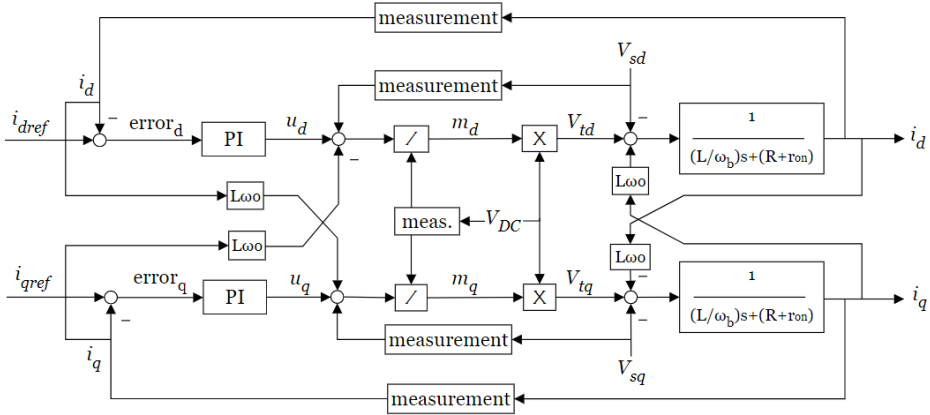 measurement
V_sd
i_d
measurement
i_dref
−
error_d
PI
u_d
−
/
m_d
X
V_td
−
1
(L/ω_b)s+(R+r_on)
i_d
Lωo
Lωo
Lωo
meas.
V_DC
Lωo
i_qref
error_q
PI
u_q
/
m_q
X
V_tq
−
−
1
(L/ω_b)s+(R+r_on)
i_q
−
−
measurement
i_q
V_sq
measurement